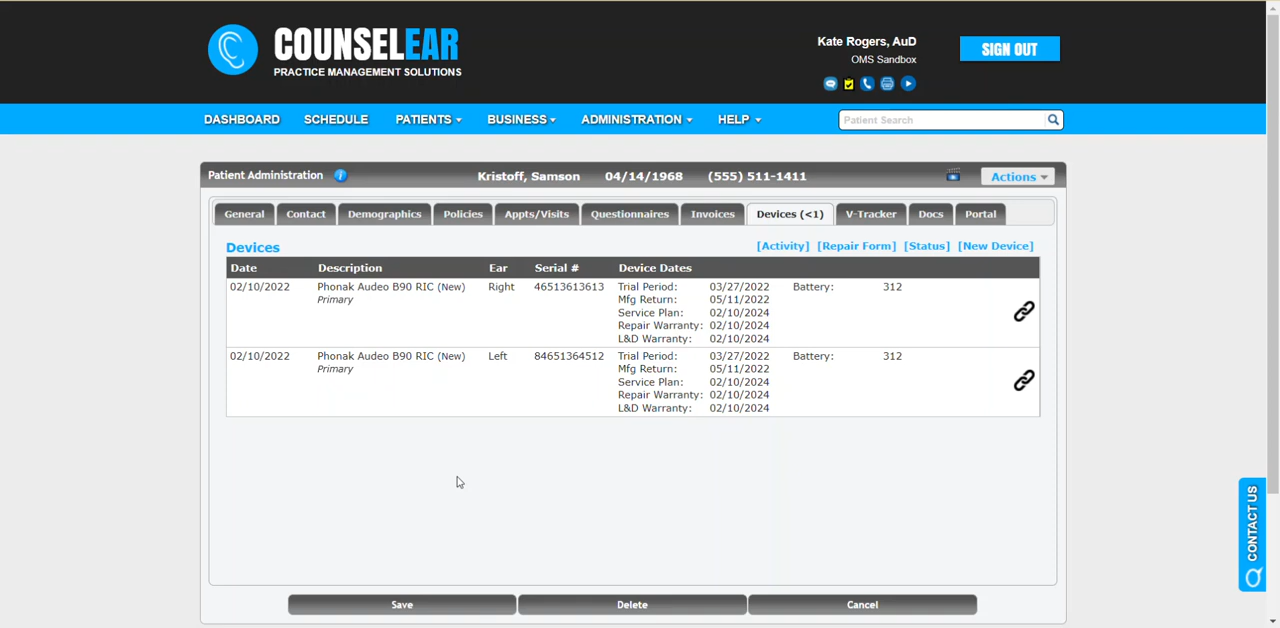 COUNSELEAR
PRACTICE MANAGEMENT SOLUTIONS
Kate Rogers, AuD
OMS Sandbox
SIGN OUT
DASHBOARD SCHEDULE PATIENTS BUSINESS ADMINISTRATION HELP Patient Search
Patient Administration Kristoff, Samson 04/14/1968 (555) 511-1411 Actions
General Contact Demographics Policies Appts/Visits Questionnaires Invoices Devices (<1) V-Tracker Docs Portal
Devices [Activity] [Repair Form] [Status] [New Device]
Date Description Ear Serial # Device Dates
02/10/2022 Phonak Audeo B90 RIC (New) Right 46513613613 Trial Period: 03/27/2022 Battery: 312
Primary Mfg Return: 05/11/2022
Service Plan: 02/10/2024
Repair Warranty: 02/10/2024
L&D Warranty: 02/10/2024
02/10/2022 Phonak Audeo B90 RIC (New) Left 84651364512 Trial Period: 03/27/2022 Battery: 312
Primary Mfg Return: 05/11/2022
Service Plan: 02/10/2024
Repair Warranty: 02/10/2024
L&D Warranty: 02/10/2024
Save Delete Cancel
CONTACT US